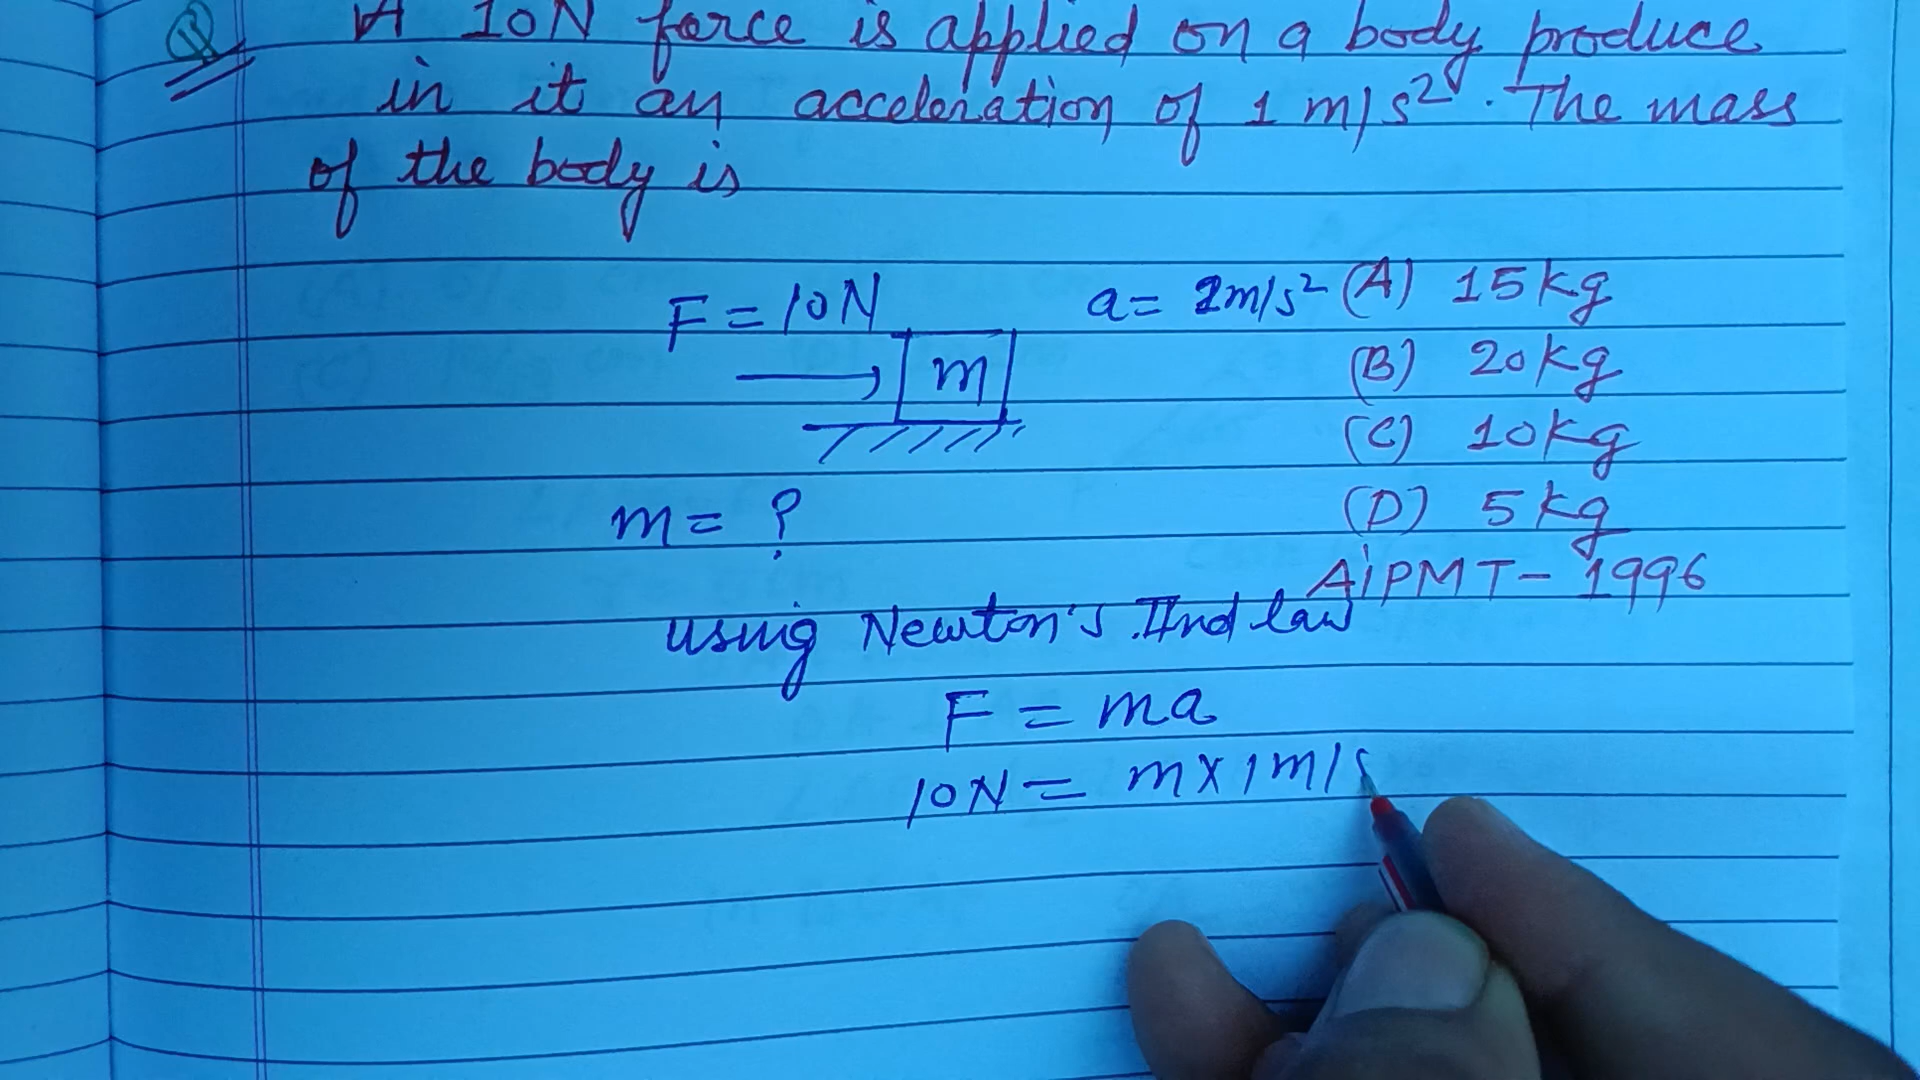 Q A 10N force is applied on a body produce
in it an acceleration of 1 m/s². The mass
of the body is
F = 10N
a = 1m/s² (A) 15kg
m
(B) 20kg
(C) 10kg
m = ?
(D) 5kg
AiPMT - 1996
using Newton's IInd law
F = ma
10N = m x 1m/s